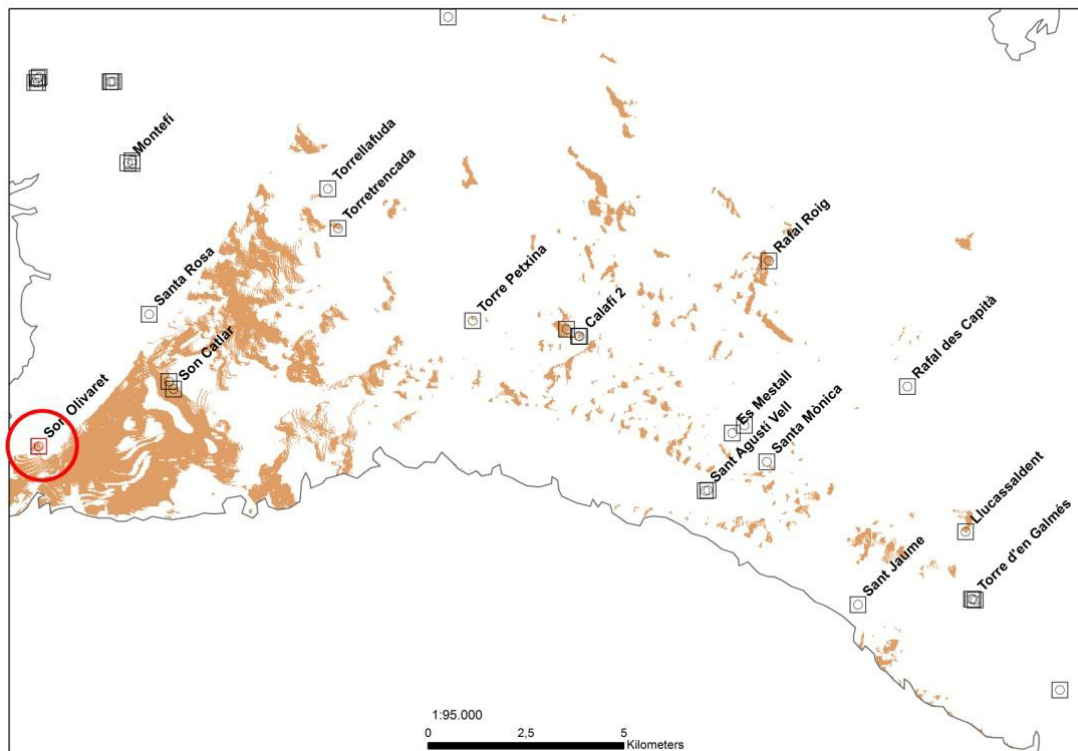 Montefí
Torrellafuda
Torretrencada
Santa Rosa
Rafal Roig
Torre Petxina
Calafí 2
Son Catlar
Rafal des Capità
Son Olivaret
Es Mestall
Sant Agustí Vell
Santa Mònica
Llucassaldent
Torre d'en Galmés
Sant Jaume
1:95.000
0 2,5 5
Kilometers